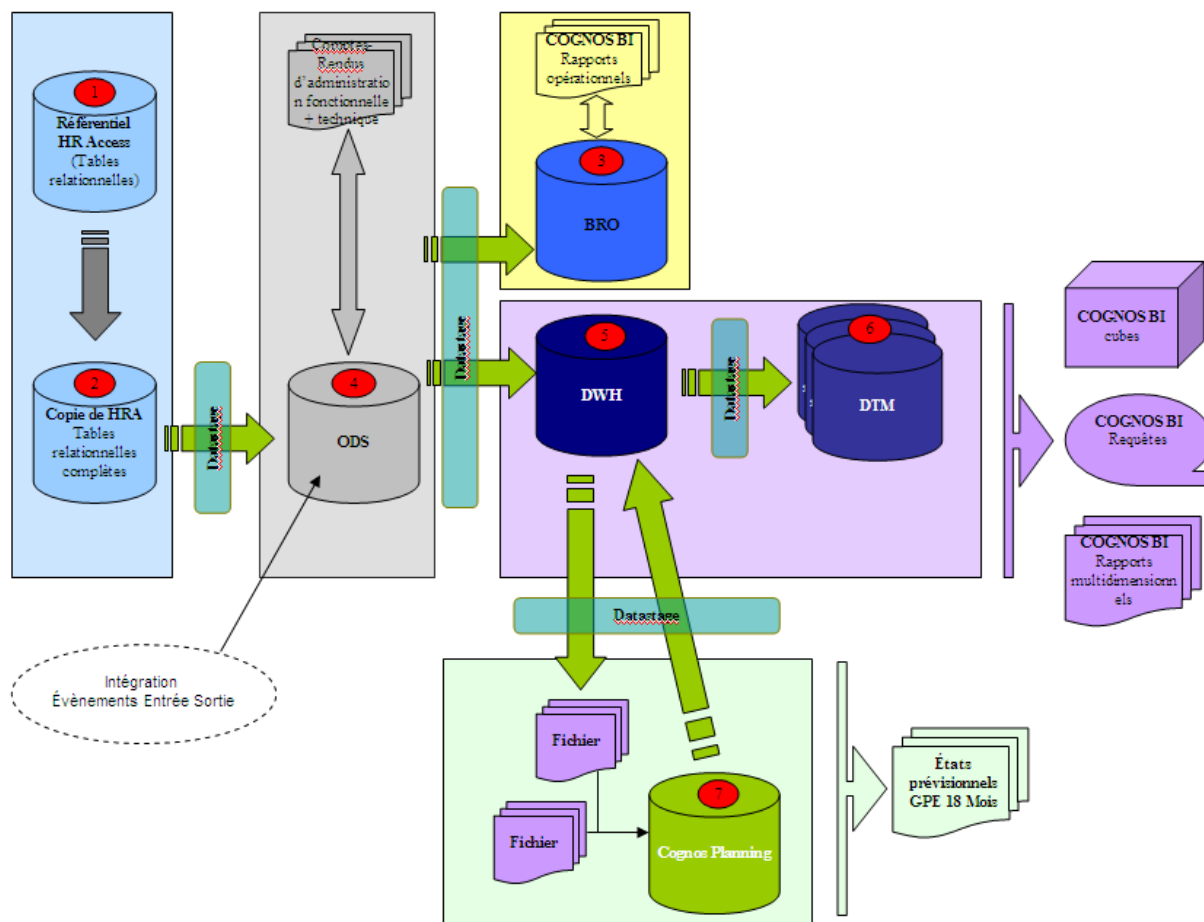 1
Référentiel
HR Access
(Tables
relationnelles)
2
Copie de HRA
Tables
relationnelles
complètes
Datastage
Comptes-
Rendus
d'administratio
n fonctionnelle
+ technique
4
ODS
Intégration
Évènements Entrée Sortie
Datastage
COGNOS BI
Rapports
opérationnels
3
BRO
5
DWH
Datastage
6
DTM
COGNOS BI
cubes
COGNOS BI
Requêtes
COGNOS BI
Rapports
multidimensionn
els
Datastage
Fichier
Fichier
7
Cognos Planning
États
prévisionnels
GPE 18 Mois